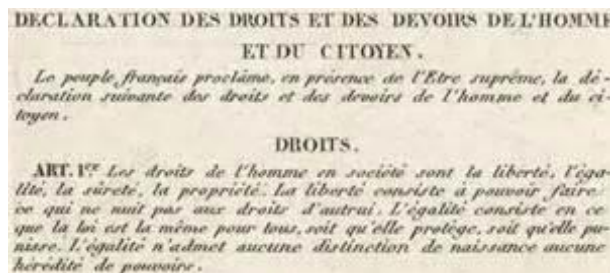 DECLARATION DES DROITS ET DES DEVOIRS DE L'HOMME
ET DU CITOYEN.
Le peuple français proclâme, en présence de l'Etre suprême, la dé-
claration suivante des droits et des devoirs de l'homme et du ci-
toyen.
DROITS.
ART. 1er Les droits de l'homme en société sont la liberté, l'éga-
lité, la sûreté, la propriété. La liberté consiste à pouvoir faire
ce qui ne nuit pas aux droits d'autrui. L'égalité consiste en ce
que la loi est la même pour tous, soit qu'elle protège, soit qu'elle pu-
nisse. L'égalité n'admet aucune distinction de naissance aucune
hérédité de pouvoirs.